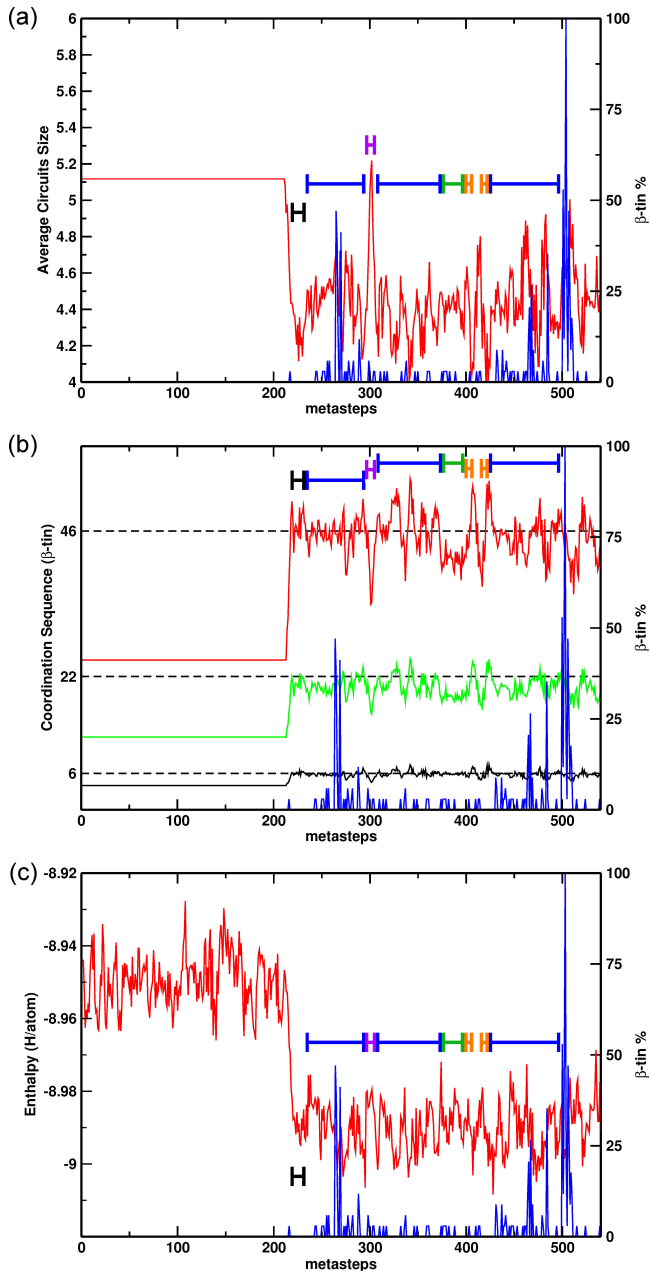 (a)
6
5.8
5.6
5.4
5.2
5
4.8
4.6
4.4
4.2
4
Average Circuits Size
100
75
50
25
0
β-tin %
0 100 200 300 400 500
metasteps
(b)
46
22
6
Coordination Sequence (β-tin)
100
75
50
25
0
β-tin %
0 100 200 300 400 500
metasteps
(c)
-8.92
-8.94
-8.96
-8.98
-9
Enthalpy (H/atom)
100
75
50
25
0
β-tin %
0 100 200 300 400 500
metasteps